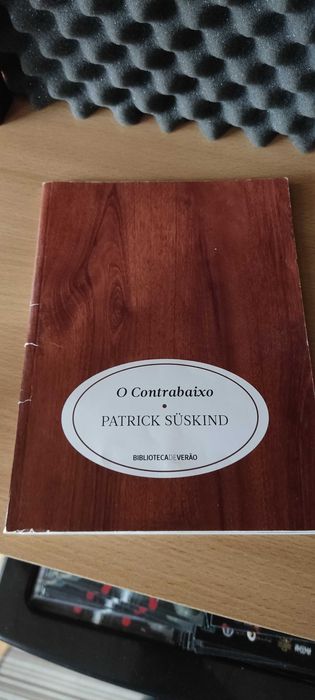 O Contrabaixo
PATRICK SÜSKIND
BIBLIOTECADEVERÃO